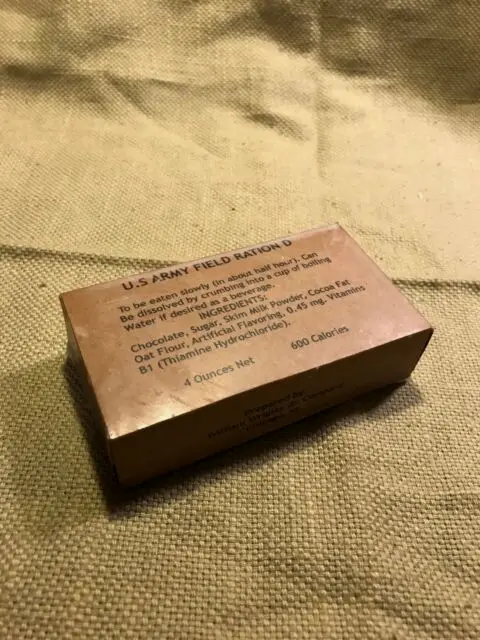 U.S ARMY FIELD RATION D
To be eaten slowly (in about half hour). Can
Be dissolved by crumbing into a cup of boiling
Water if desired as a beverage.
INGREDIENTS:
Chocolate, Sugar, Skim Milk Powder, Cocoa Fat
Oat Flour, Artificial Flavoring, 0.45 mg. Vitamins
B1 (Thiamine Hydrochloride).
4 Ounces Net 600 Calories
Prepared by: